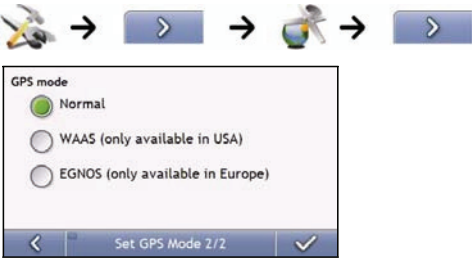 GPS mode
Normal
WAAS (only available in USA)
EGNOS (only available in Europe)
Set GPS Mode 2/2